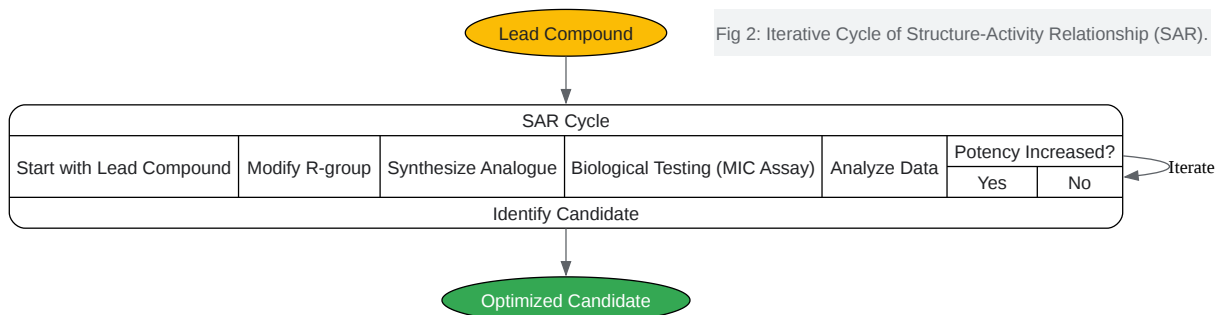 Lead Compound
Fig 2: Iterative Cycle of Structure-Activity Relationship (SAR).
SAR Cycle
Start with Lead Compound
Modify R-group
Synthesize Analogue
Biological Testing (MIC Assay)
Analyze Data
Potency Increased?
Yes
No
Iterate
Identify Candidate
Optimized Candidate